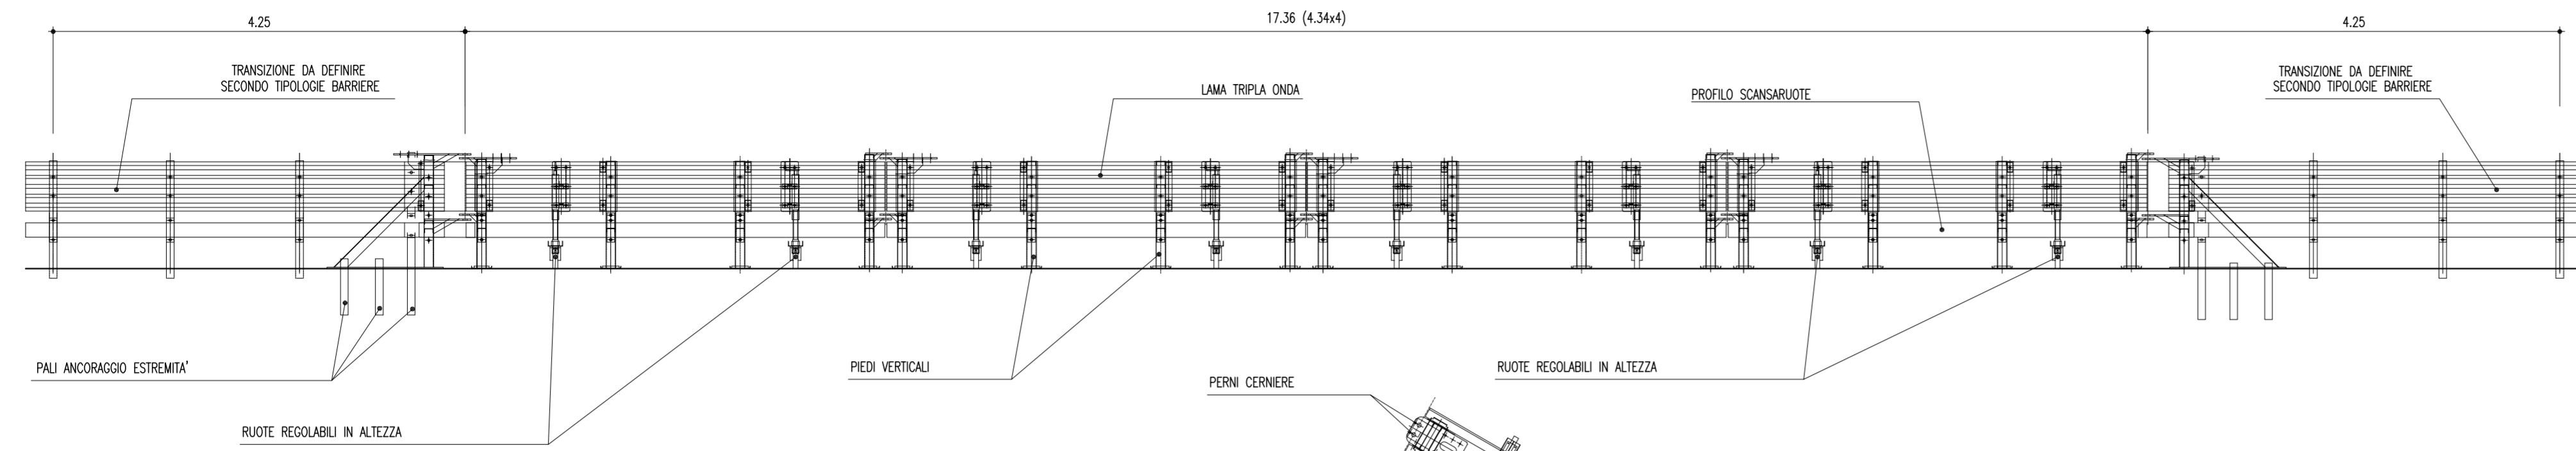 4.25
17.36 (4.34x4)
4.25
TRANSIZIONE DA DEFINIRE
SECONDO TIPOLOGIE BARRIERE
LAMA TRIPLA ONDA
PROFILO SCANSARUOTE
TRANSIZIONE DA DEFINIRE
SECONDO TIPOLOGIE BARRIERE
PALI ANCORAGGIO ESTREMITA'
PIEDI VERTICALI
RUOTE REGOLABILI IN ALTEZZA
PERNI CERNIERE
RUOTE REGOLABILI IN ALTEZZA